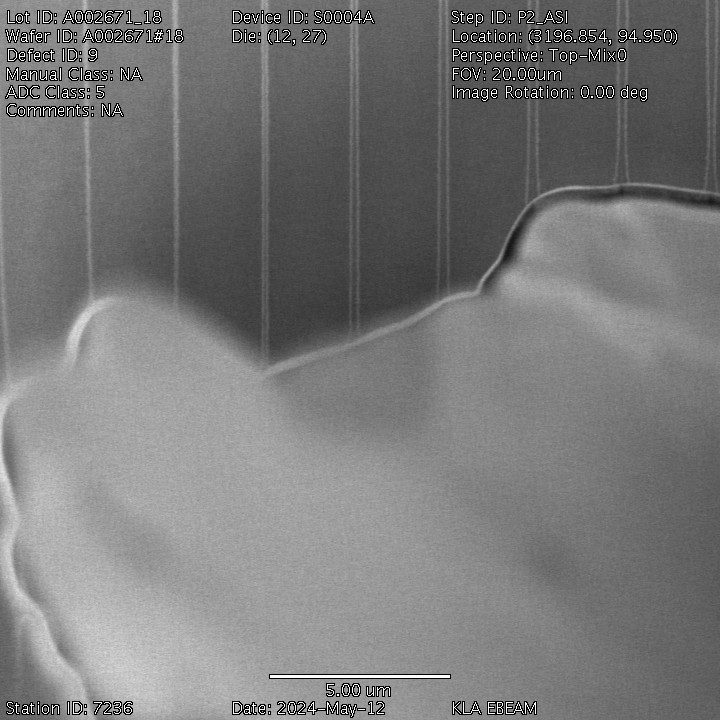 Lot ID: A002671_18 Device ID: S0004A Step ID: P2_ASI
Wafer ID: A002671#18 Die: (12, 27) Location: (3196.854, 94.950)
Defect ID: 9 Perspective: Top-Mix0
Manual Class: NA FOV: 20.00um
ADC Class: 5 Image Rotation: 0.00 deg
Comments: NA
5.00 um
Station ID: 7236 Date: 2024-May-12 KLA EBEAM